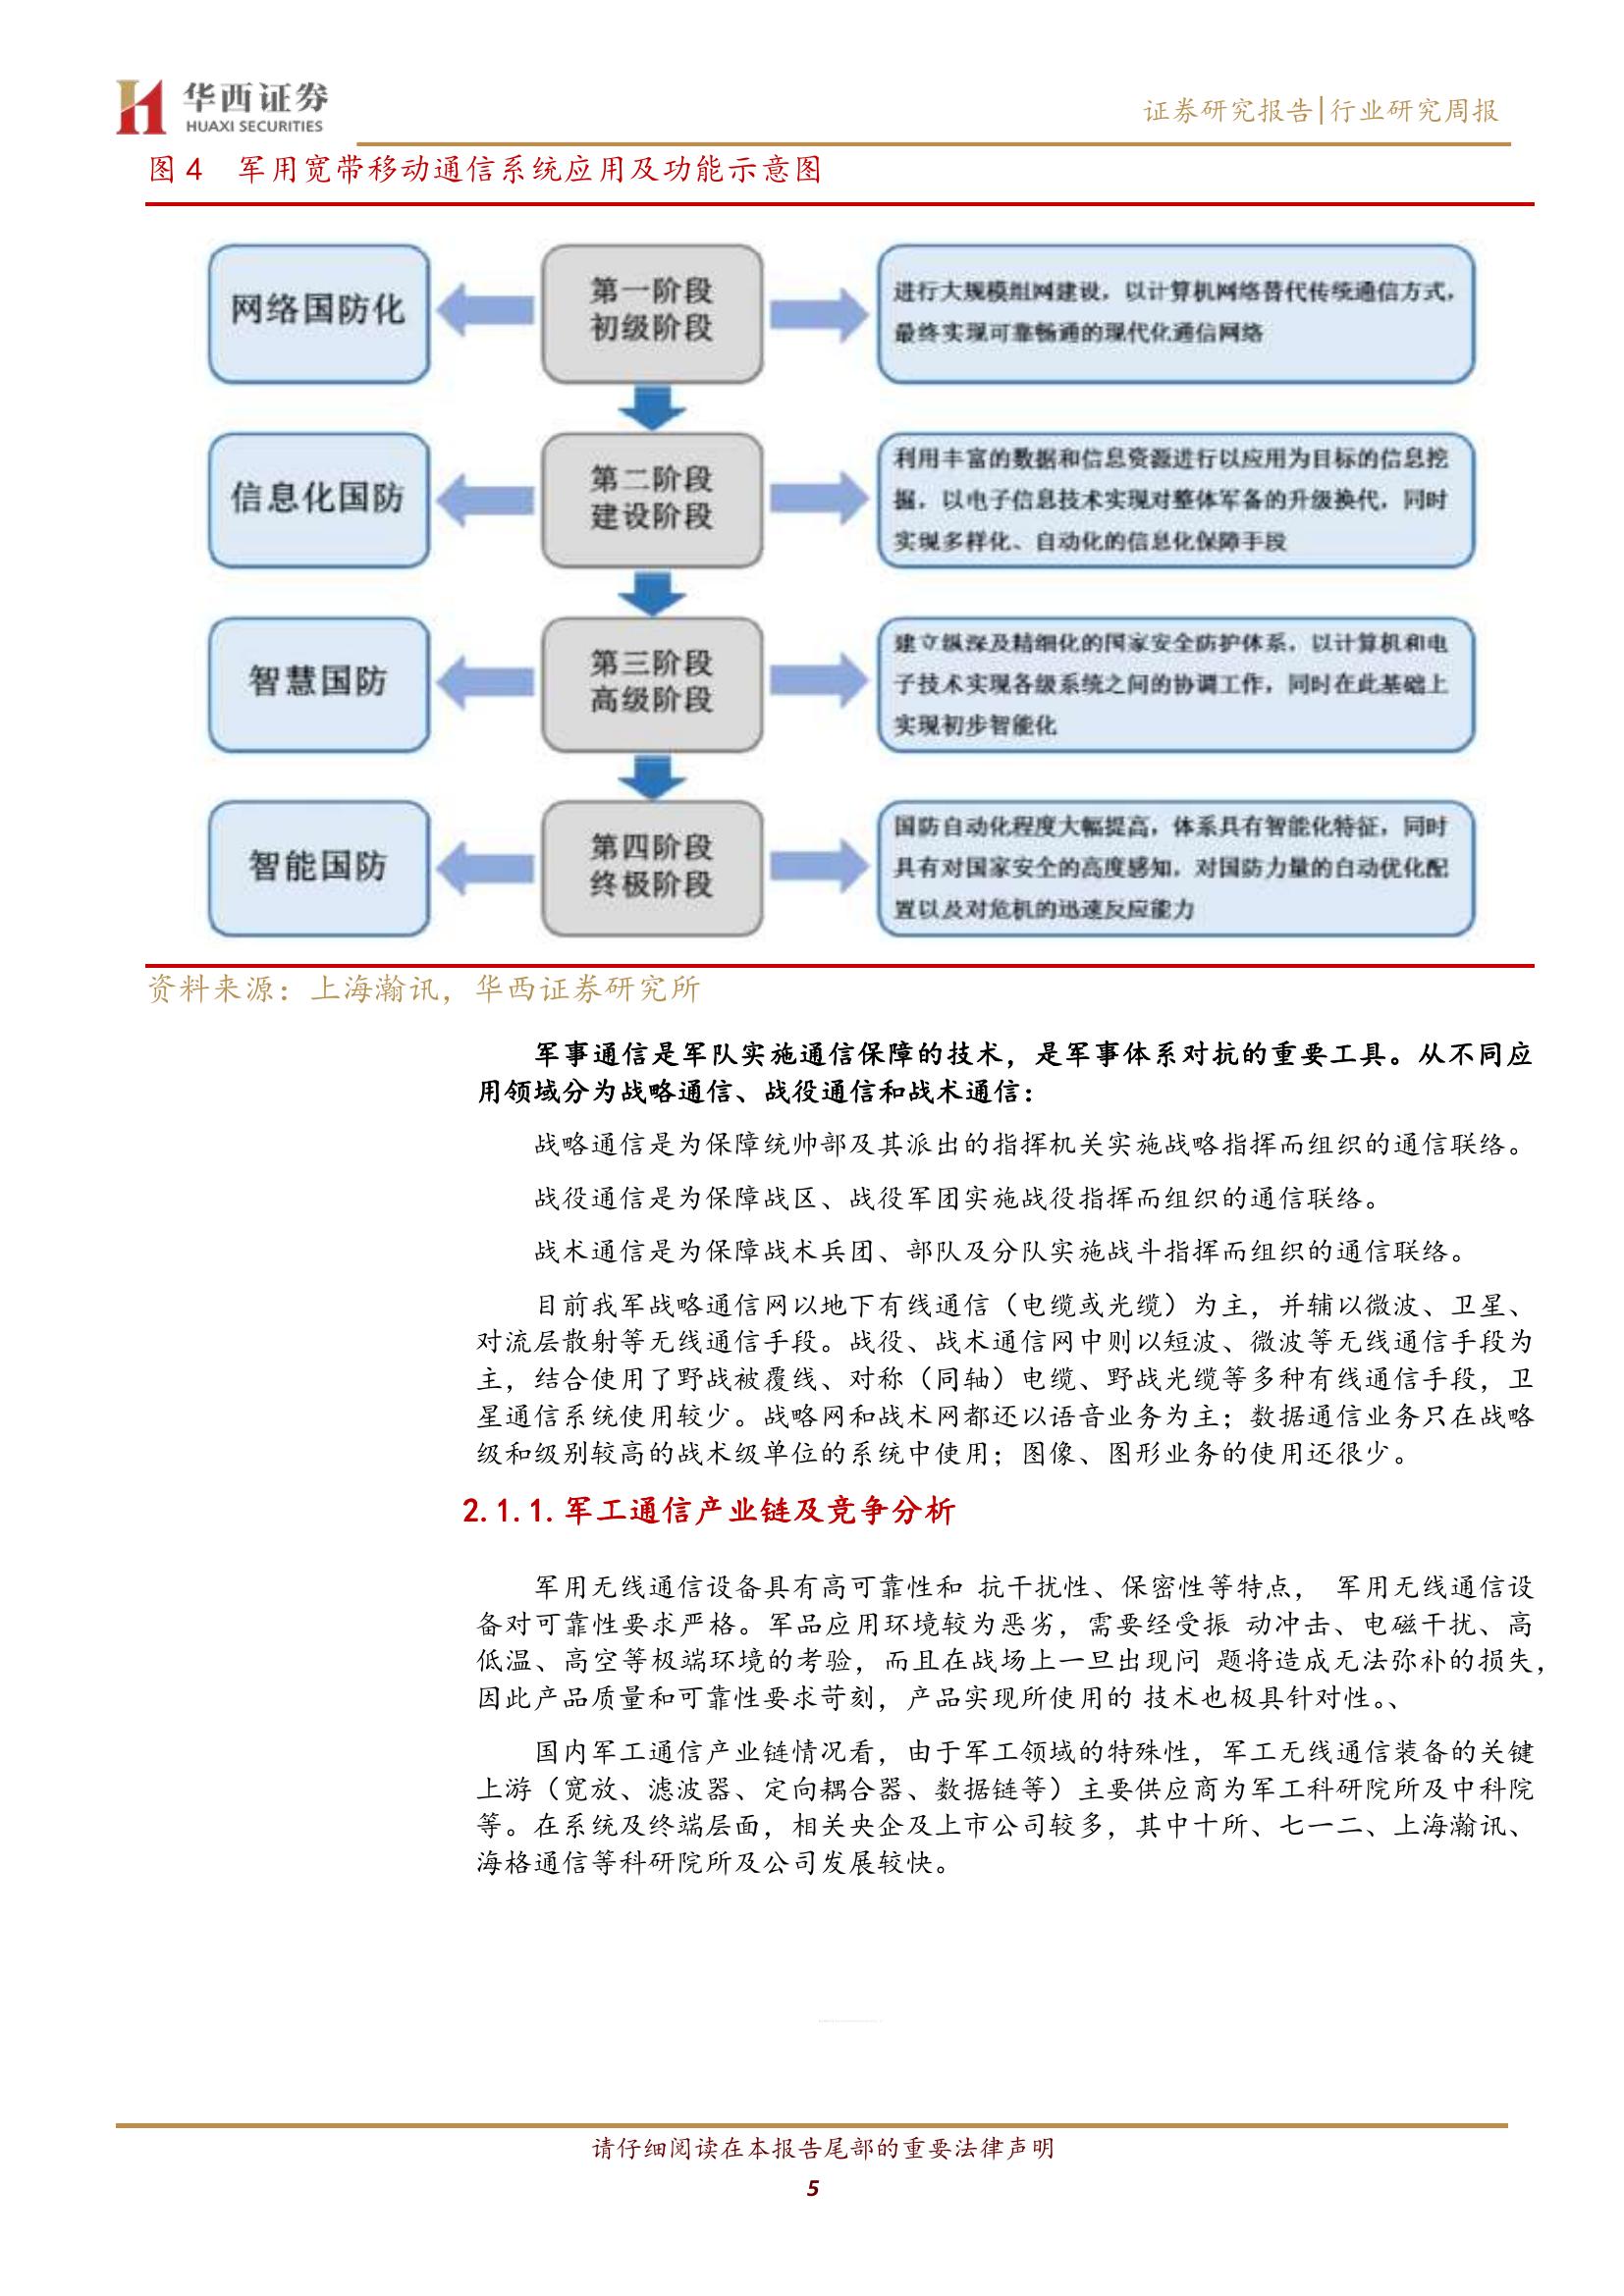 华西证券
HUAXI SECURITIES
证券研究报告|行业研究周报
图 4 军用宽带移动通信系统应用及功能示意图
网络国防化
第一阶段
初级阶段
进行大规模组网建设，以计算机网络替代传统通信方式，
最终实现可靠畅通的现代化通信网络
信息化国防
第二阶段
建设阶段
利用丰富的数据和信息资源进行以应用为目标的信息挖
掘，以电子信息技术实现对整体军备的升级换代，同时
实现多样化、自动化的信息化保障手段
智慧国防
第三阶段
高级阶段
建立纵深及精细化的国家安全防护体系，以计算机和电
子技术实现各级系统之间的协调工作，同时在此基础上
实现初步智能化
智能国防
第四阶段
终极阶段
国防自动化程度大幅提高，体系具有智能化特征，同时
具有对国家安全的高度感知，对国防力量的自动优化配
置以及对危机的迅速反应能力
资料来源：上海瀚讯，华西证券研究所
军事通信是军队实施通信保障的技术，是军事体系对抗的重要工具。从不同应
用领域分为战略通信、战役通信和战术通信：
战略通信是为保障统帅部及其派出的指挥机关实施战略指挥而组织的通信联络。
战役通信是为保障战区、战役军团实施战役指挥而组织的通信联络。
战术通信是为保障战术兵团、部队及分队实施战斗指挥而组织的通信联络。
目前我军战略通信网以地下有线通信（电缆或光缆）为主，并辅以微波、卫星、
对流层散射等无线通信手段。战役、战术通信网中则以短波、微波等无线通信手段为
主，结合使用了野战被覆线、对称（同轴）电缆、野战光缆等多种有线通信手段，卫
星通信系统使用较少。战略网和战术网都还以语音业务为主；数据通信业务只在战略
级和级别较高的战术级单位的系统中使用；图像、图形业务的使用还很少。
2.1.1.军工通信产业链及竞争分析
军用无线通信设备具有高可靠性和 抗干扰性、保密性等特点， 军用无线通信设
备对可靠性要求严格。军品应用环境较为恶劣，需要经受振 动冲击、电磁干扰、高
低温、高空等极端环境的考验，而且在战场上一旦出现问 题将造成无法弥补的损失，
因此产品质量和可靠性要求苛刻，产品实现所使用的 技术也极具针对性。、
国内军工通信产业链情况看，由于军工领域的特殊性，军工无线通信装备的关键
上游（宽放、滤波器、定向耦合器、数据链等）主要供应商为军工科研院所及中科院
等。在系统及终端层面，相关央企及上市公司较多，其中十所、七一二、上海瀚讯、
海格通信等科研院所及公司发展较快。
请仔细阅读在本报告尾部的重要法律声明
5